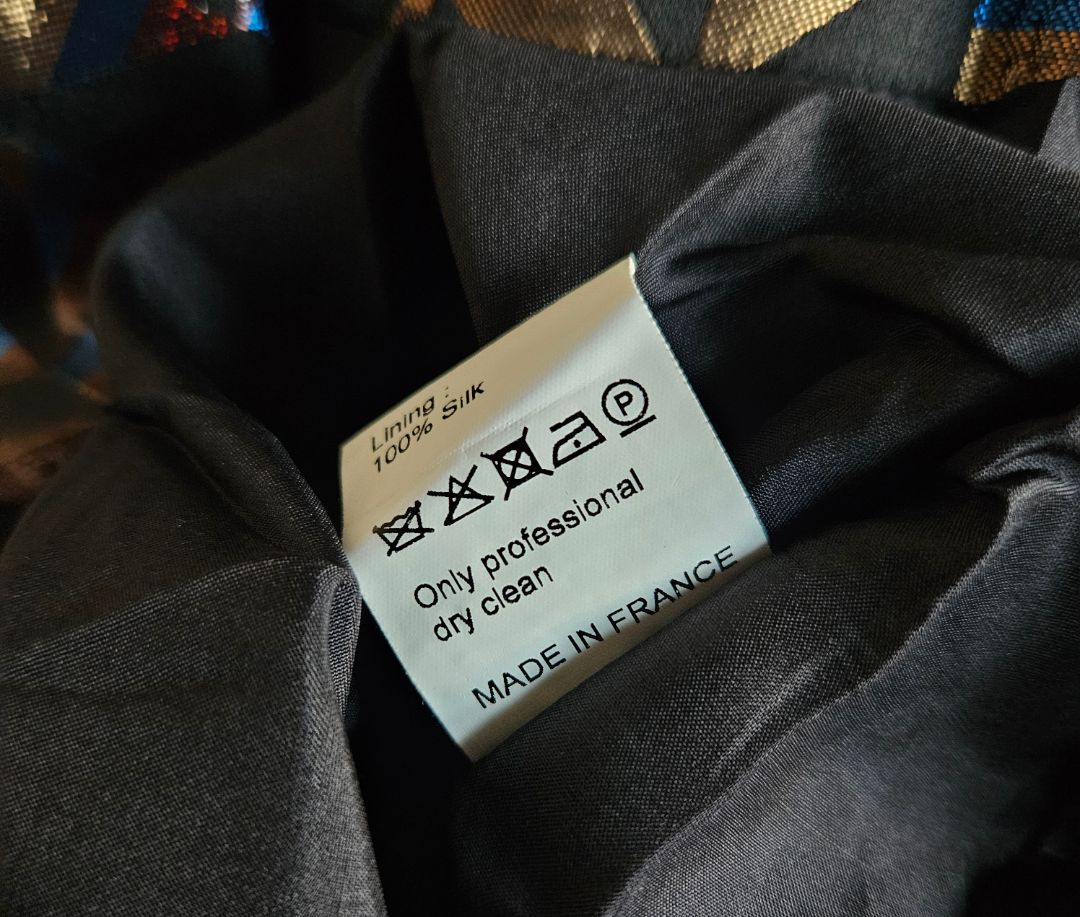 Lining :
100% Silk
P
Only professional
dry clean
MADE IN FRANCE